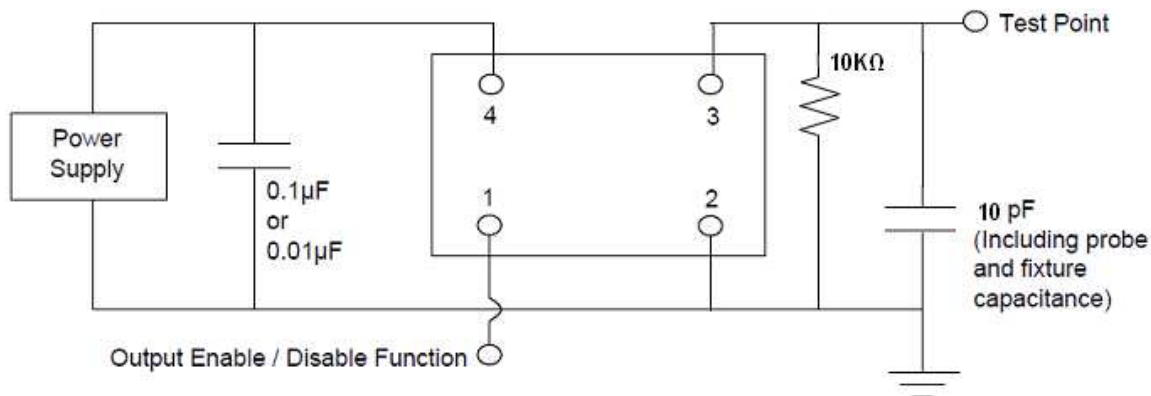 Test Point
10KΩ
4
3
Power
Supply
0.1µF
or
0.01µF
1
2
10 pF
(Including probe
and fixture
capacitance)
Output Enable / Disable Function